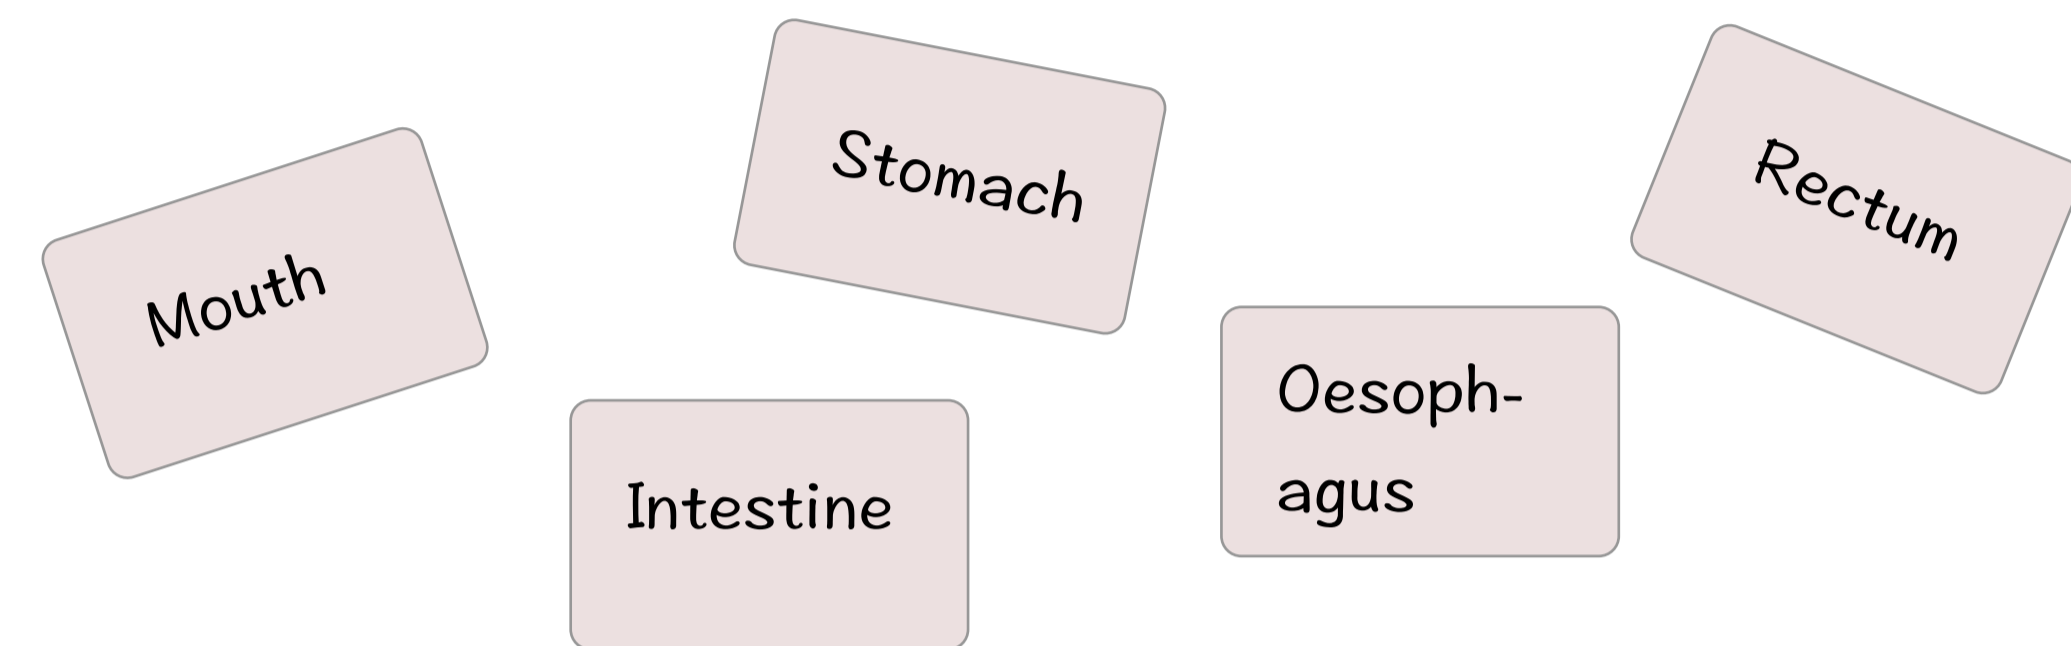 Mouth
Stomach
Rectum
Intestine
Oesoph-
agus